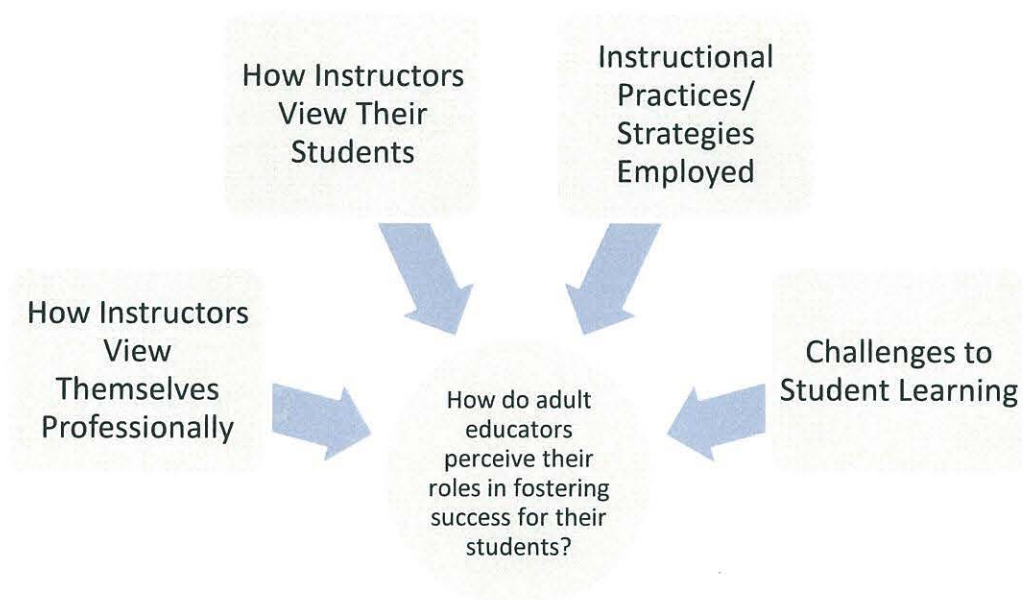 How Instructors
View Their
Students
Instructional
Practices/
Strategies
Employed
How Instructors
View
Themselves
Professionally
Challenges to
Student Learning
How do adult
educators
perceive their
roles in fostering
success for their
students?